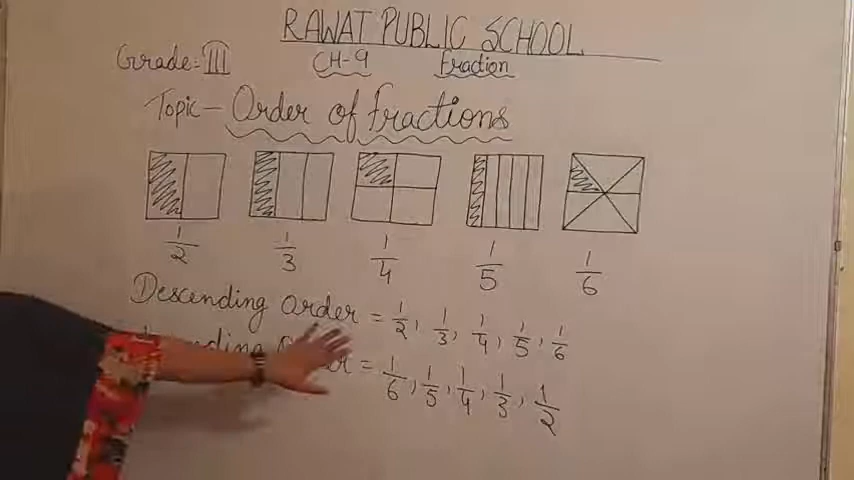 RAWAT PUBLIC SCHOOL
Grade:- III CH-9 Fraction
Topic- Order of Fractions
1/2 1/3 1/4 1/5 1/6
Descending order = 1/2, 1/3, 1/4, 1/5, 1/6
= 1/6, 1/5, 1/4, 1/3, 1/2